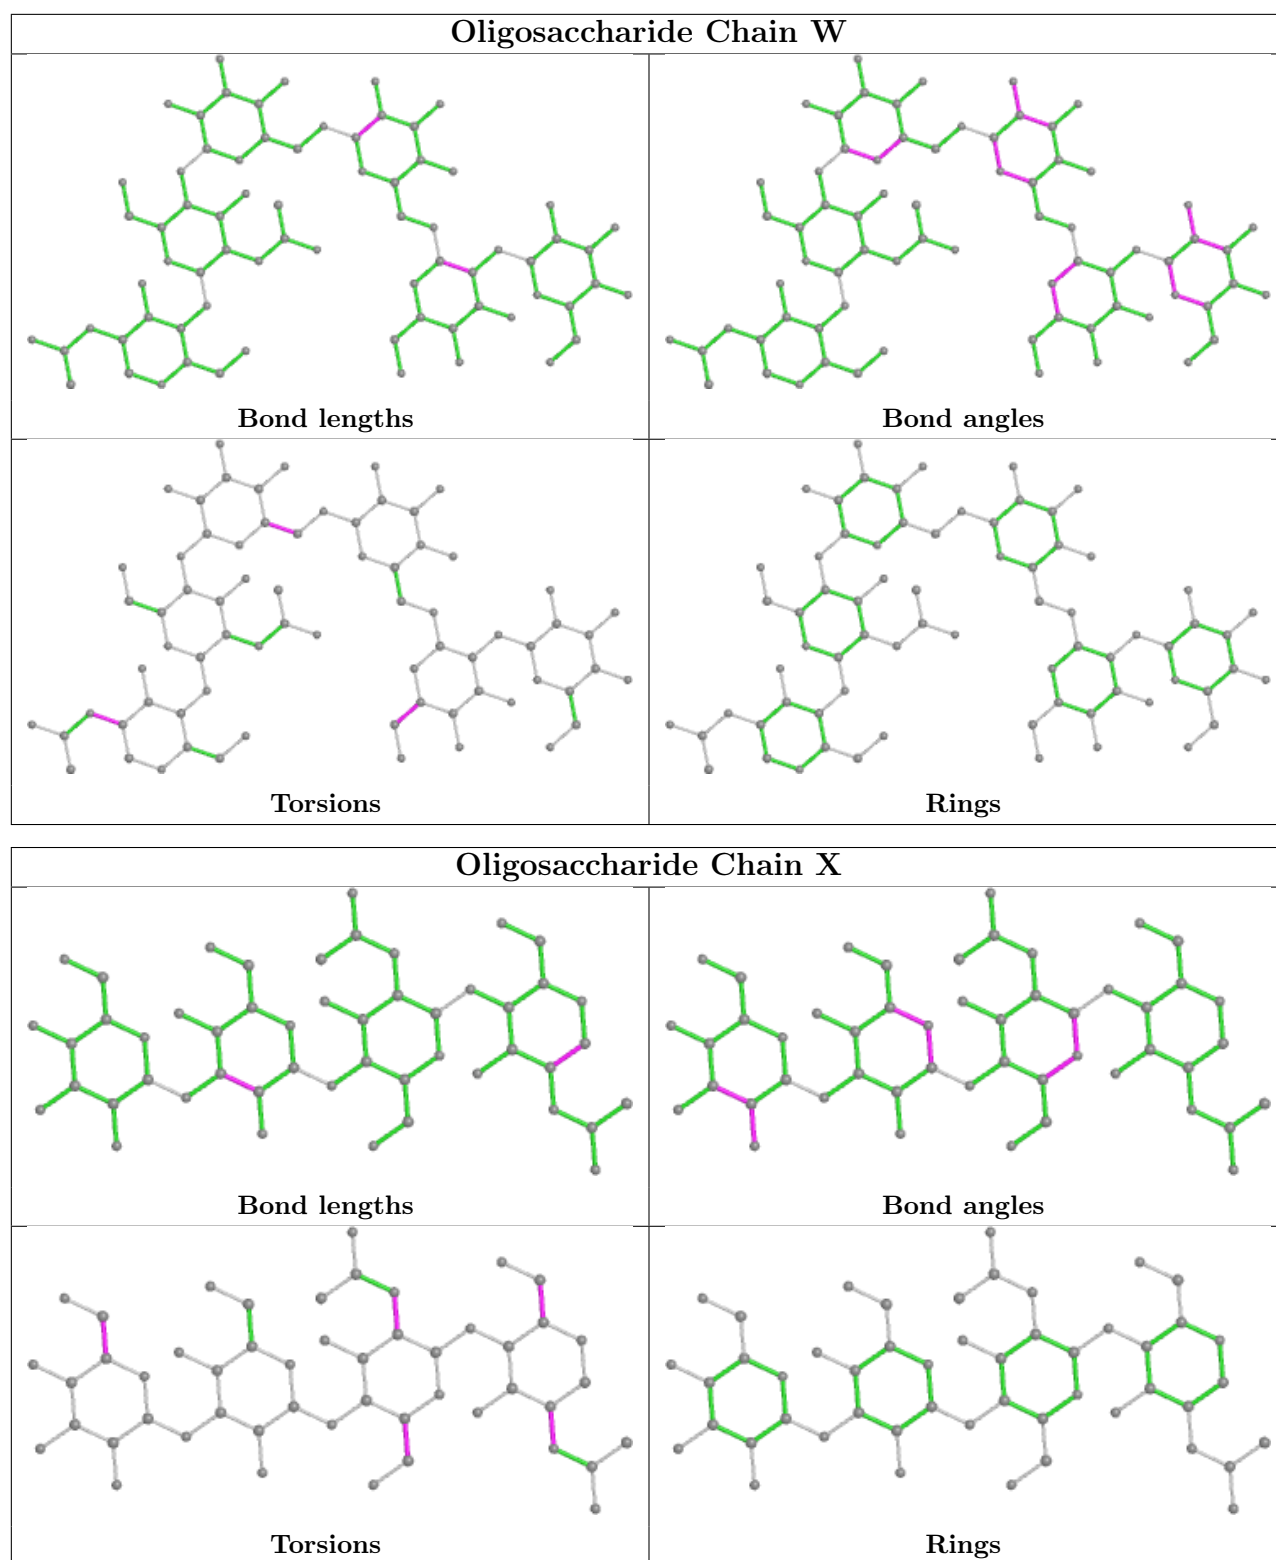 Oligosaccharide Chain W
Bond lengths
Bond angles
Torsions
Rings
Oligosaccharide Chain X
Bond lengths
Bond angles
Torsions
Rings